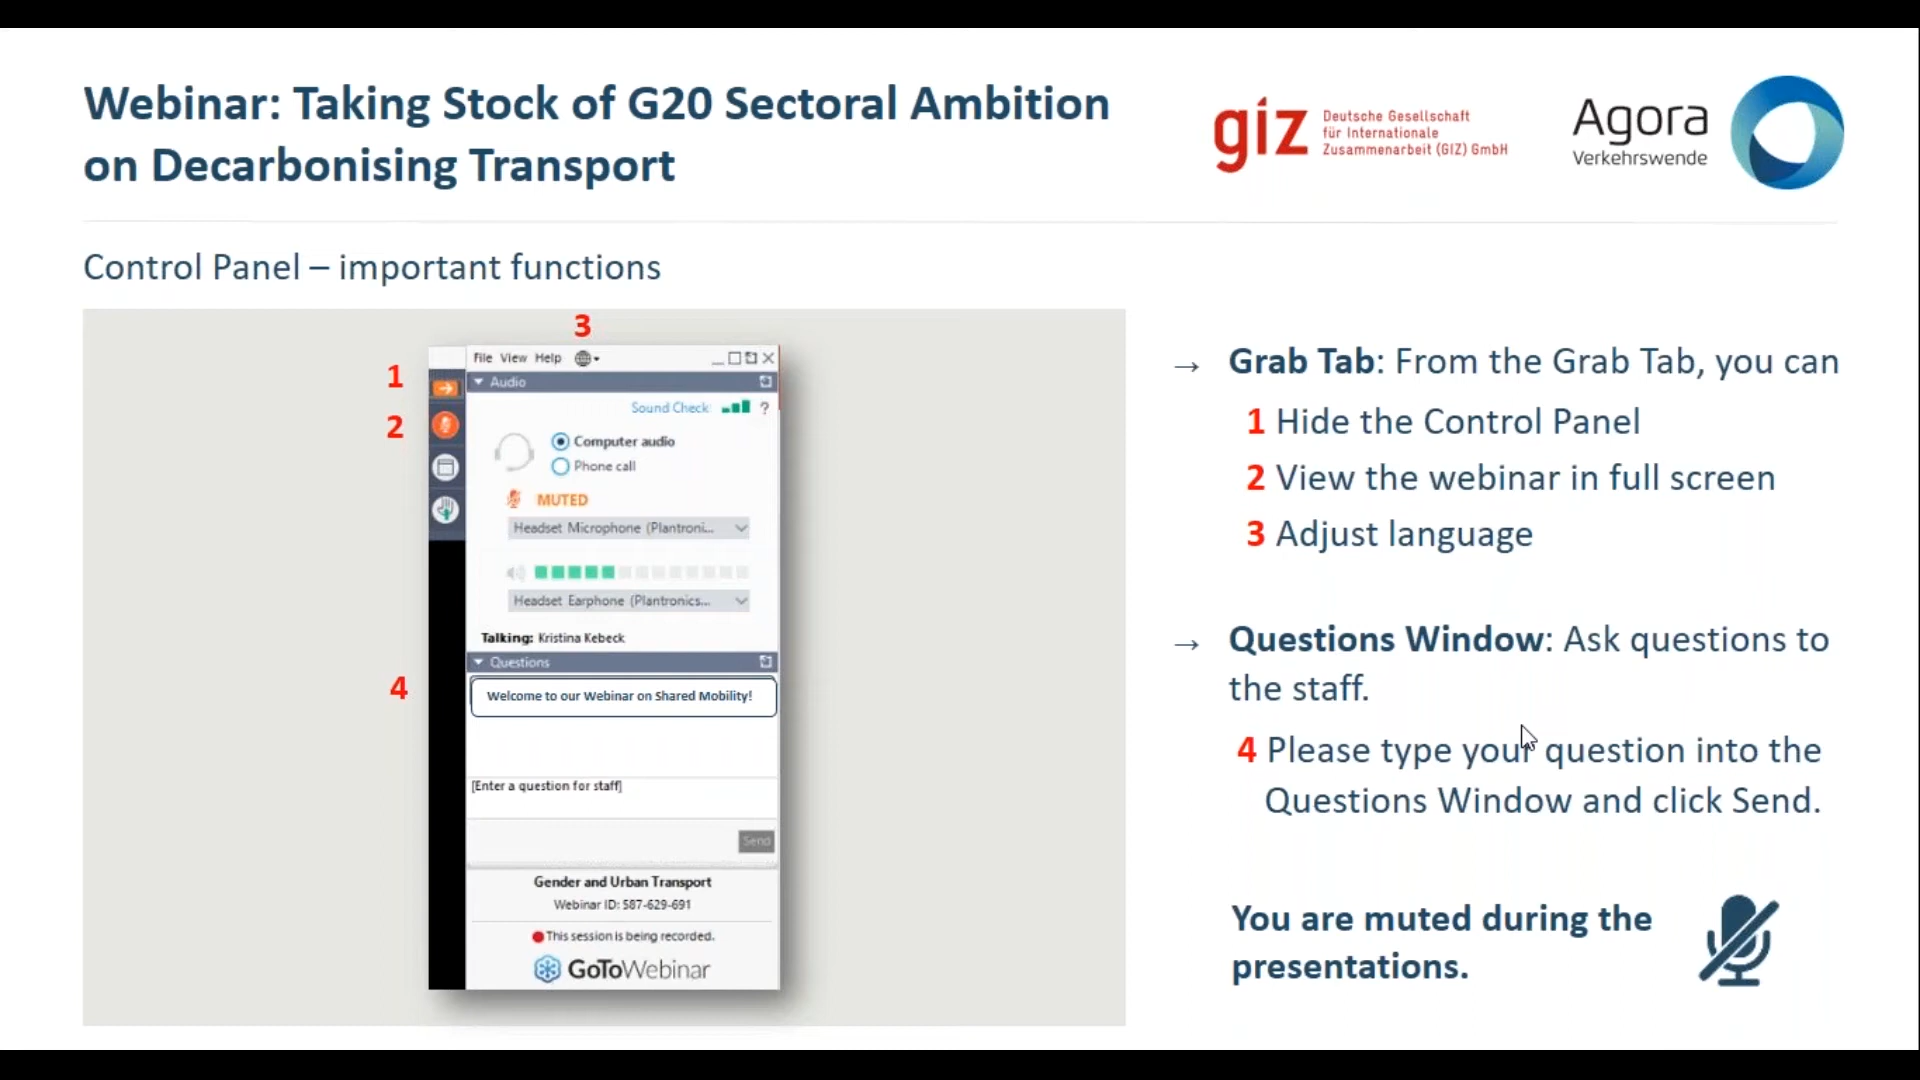 Webinar: Taking Stock of G20 Sectoral Ambition
on Decarbonising Transport
giz
Deutsche Gesellschaft
für Internationale
Zusammenarbeit (GIZ) GmbH
Agora
Verkehrswende
Control Panel – important functions
3
File View Help
1
Audio
Sound Check ?
2
Computer audio
Phone call
MUTED
Headset Microphone (Plantroni...
Headset Earphone (Plantronics...
Talking: Kristina Kebeck
Questions
4
Welcome to our Webinar on Shared Mobility!
[Enter a question for staff]
Send
Gender and Urban Transport
Webinar ID: 587-629-691
This session is being recorded.
GoToWebinar
→ Grab Tab: From the Grab Tab, you can
1 Hide the Control Panel
2 View the webinar in full screen
3 Adjust language
→ Questions Window: Ask questions to
the staff.
4 Please type your question into the
Questions Window and click Send.
You are muted during the
presentations.